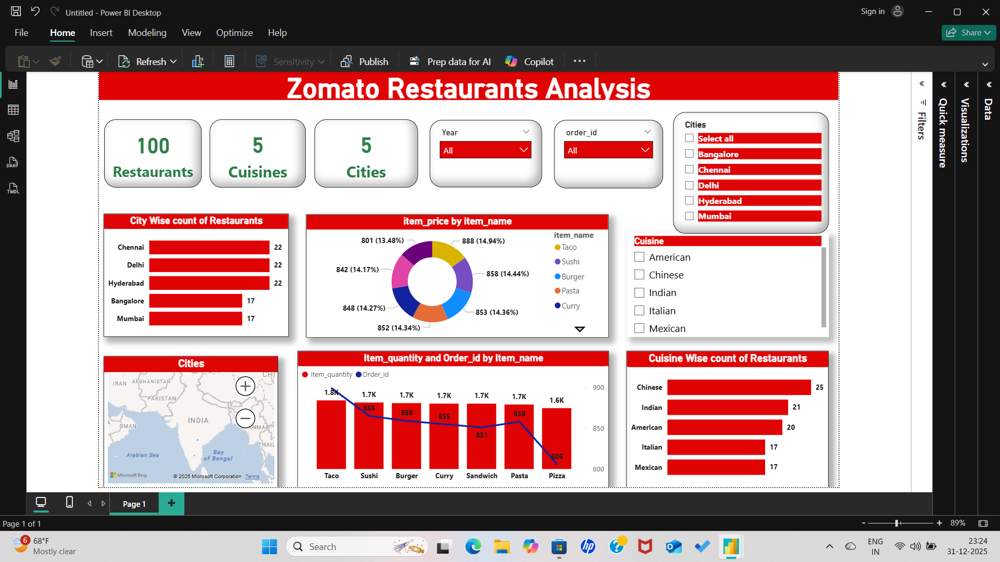 Untitled - Power BI Desktop
Sign in
File Home Insert Modeling View Optimize Help
Share
Refresh
Sensitivity
Publish
Prep data for AI
Copilot
DAX
TMDL
Zomato Restaurants Analysis
100
Restaurants
5
Cuisines
5
Cities
Year
All
order_id
All
Cities
Select all
Bangalore
Chennai
Delhi
Hyderabad
Mumbai
Filters
Quick measure
Visualizations
Data
City Wise count of Restaurants
Chennai 22
Delhi 22
Hyderabad 22
Bangalore 17
Mumbai 17
item_price by item_name
801 (13.48%)
888 (14.94%)
842 (14.17%)
858 (14.44%)
848 (14.27%)
853 (14.36%)
852 (14.34%)
item_name
Taco
Sushi
Burger
Pasta
Curry
Cuisine
American
Chinese
Indian
Italian
Mexican
Cities
IRAN
AFGHANISTAN
CHI
PAKISTAN
INDIA
OMAN
ANMAR
THAIL
Arabian Sea
Bay
of Bengal
Microsoft Bing
© 2025 Microsoft Corporation Terms
Item_quantity and Order_id by Item_name
Item_quantity Order_id
1.8K 1.7K 1.7K 1.7K 1.7K 1.7K 1.6K
865 859 855 851 858 806
900
850
800
Taco Sushi Burger Curry Sandwich Pasta Pizza
Cuisine Wise count of Restaurants
Chinese 25
Indian 21
American 20
Italian 17
Mexican 17
Page 1
Page 1 of 1
- + 89%
6
68°F
Mostly clear
Search
hp
ENG
IN
23:24
31-12-2025